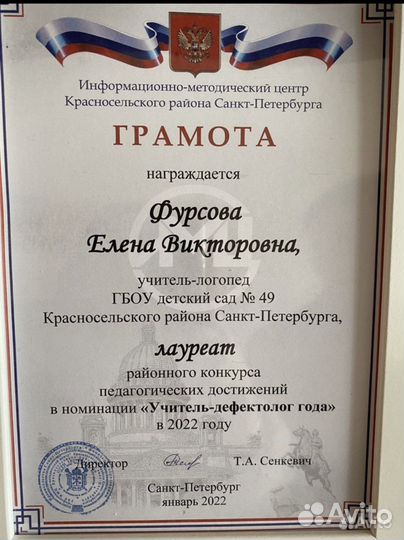 Информационно-методический центр
Красносельского района Санкт-Петербурга
ГРАМОТА
награждается
Фурсова
Елена Викторовна,
учитель-логопед
ГБОУ детский сад № 49
Красносельского района Санкт-Петербурга,
лауреат
районного конкурса
педагогических достижений
в номинации «Учитель-дефектолог года»
в 2022 году
Директор Т.А. Сенкевич
Санкт-Петербург
январь 2022
Avito